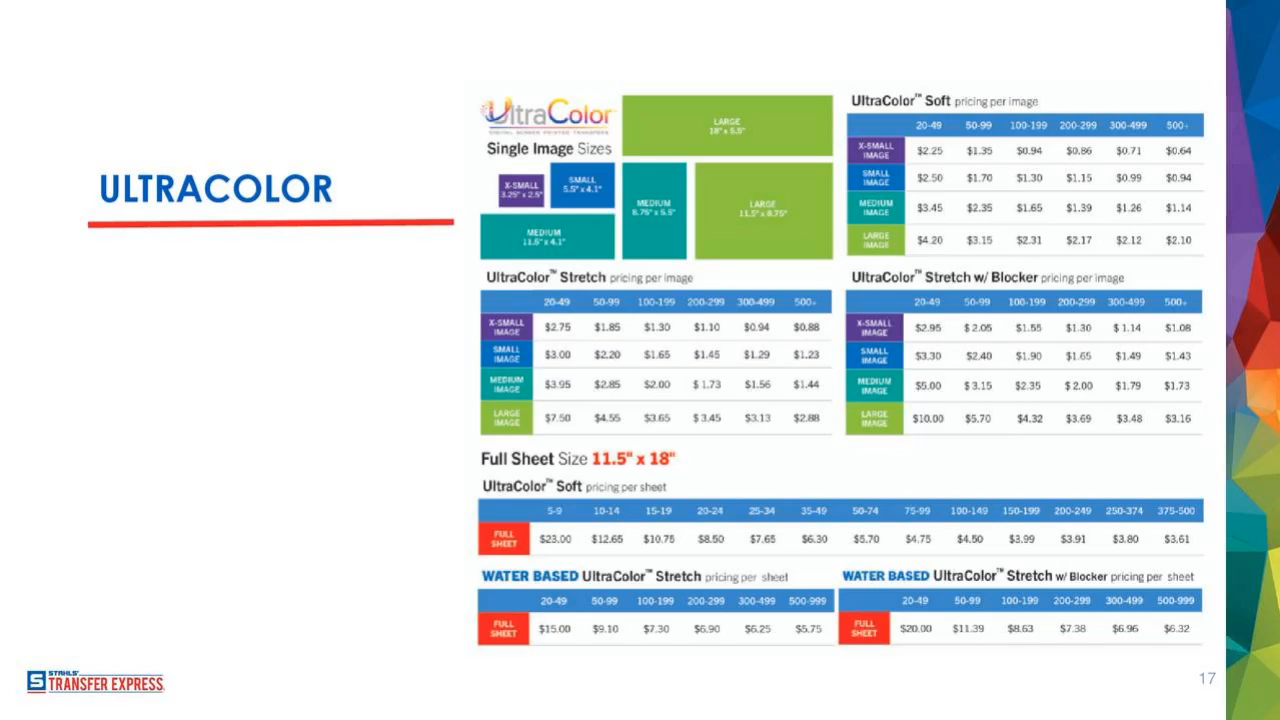 ULTRACOLOR
UltraColor
DIGITAL SCREEN PRINTED TRANSFERS
Single Image Sizes
LARGE
18" x 5.5"
X-SMALL
3.25" x 2.5"
SMALL
5.5" x 4.1"
MEDIUM
8.75" x 5.5"
LARGE
11.5" x 8.75"
MEDIUM
11.5" x 4.1"
UltraColor™ Soft pricing per image
20-49 50-99 100-199 200-299 300-499 500+
X-SMALL IMAGE $2.25 $1.35 $0.94 $0.86 $0.71 $0.64
SMALL IMAGE $2.50 $1.70 $1.30 $1.15 $0.99 $0.94
MEDIUM IMAGE $3.45 $2.35 $1.65 $1.39 $1.26 $1.14
LARGE IMAGE $4.20 $3.15 $2.31 $2.17 $2.12 $2.10
UltraColor™ Stretch pricing per image
20-49 50-99 100-199 200-299 300-499 500+
X-SMALL IMAGE $2.75 $1.85 $1.30 $1.10 $0.94 $0.88
SMALL IMAGE $3.00 $2.20 $1.65 $1.45 $1.29 $1.23
MEDIUM IMAGE $3.95 $2.85 $2.00 $1.73 $1.56 $1.44
LARGE IMAGE $7.50 $4.55 $3.65 $3.45 $3.13 $2.88
UltraColor™ Stretch w/ Blocker pricing per image
20-49 50-99 100-199 200-299 300-499 500+
X-SMALL IMAGE $2.95 $2.05 $1.55 $1.30 $1.14 $1.08
SMALL IMAGE $3.30 $2.40 $1.90 $1.65 $1.49 $1.43
MEDIUM IMAGE $5.00 $3.15 $2.35 $2.00 $1.79 $1.73
LARGE IMAGE $10.00 $5.70 $4.32 $3.69 $3.48 $3.16
Full Sheet Size 11.5" x 18"
UltraColor™ Soft pricing per sheet
5-9 10-14 15-19 20-24 25-34 35-49 50-74 75-99 100-149 150-199 200-249 250-374 375-500
FULL SHEET $23.00 $12.65 $10.75 $8.50 $7.65 $6.30 $5.70 $4.75 $4.50 $3.99 $3.91 $3.80 $3.61
WATER BASED UltraColor™ Stretch pricing per sheet
20-49 50-99 100-199 200-299 300-499 500-999
FULL SHEET $15.00 $9.10 $7.30 $6.90 $6.25 $5.75
WATER BASED UltraColor™ Stretch w/ Blocker pricing per sheet
20-49 50-99 100-199 200-299 300-499 500-999
FULL SHEET $20.00 $11.39 $8.63 $7.38 $6.96 $6.32
S STAHLS'
TRANSFER EXPRESS
17